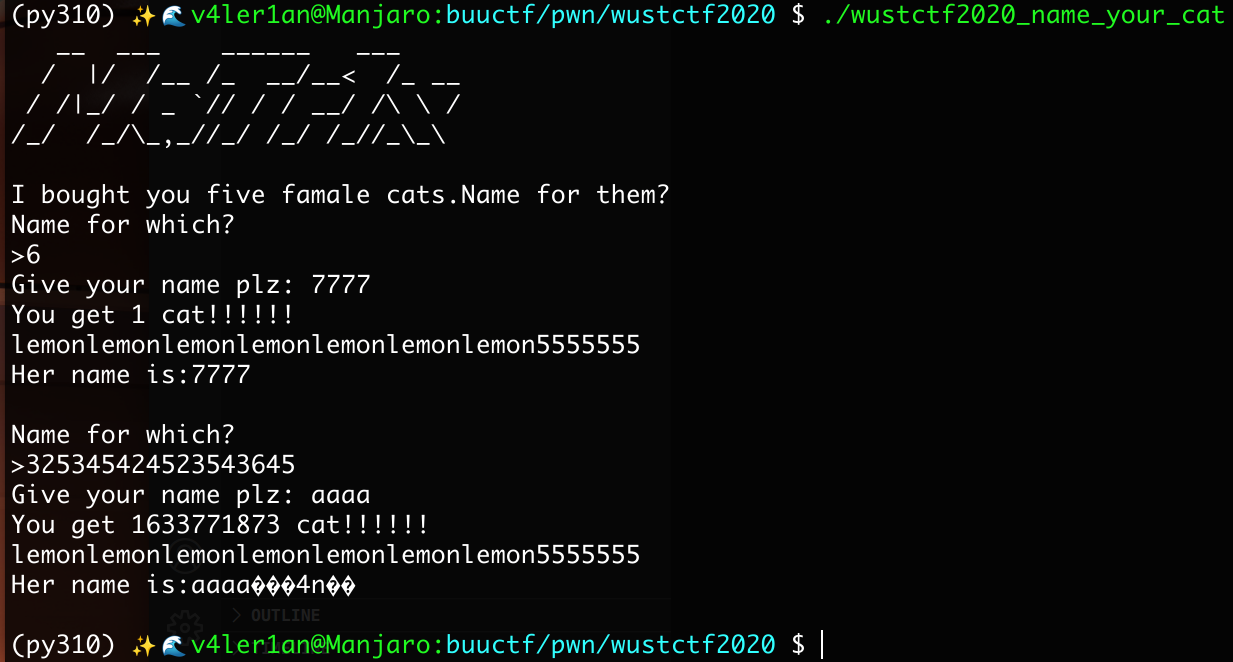 (py310) ✨🌊v4ler1an@Manjaro:buuctf/pwn/wustctf2020 $ ./wustctf2020_name_your_cat
   __  ___    ______   ___
  /  |/  /__ /_  __/__<  /_ __
 / /|_/ / _ `// / / __/ /\ \ /
/_/  /_/\_,_//_/ /_/ /_//_\_\
I bought you five famale cats.Name for them?
Name for which?
>6
Give your name plz: 7777
You get 1 cat!!!!!!
lemonlemonlemonlemonlemonlemonlemon5555555
Her name is:7777
Name for which?
>325345424523543645
Give your name plz: aaaa
You get 1633771873 cat!!!!!!
lemonlemonlemonlemonlemonlemonlemon5555555
Her name is:aaaa���4n��
> OUTLINE
(py310) ✨🌊v4ler1an@Manjaro:buuctf/pwn/wustctf2020 $